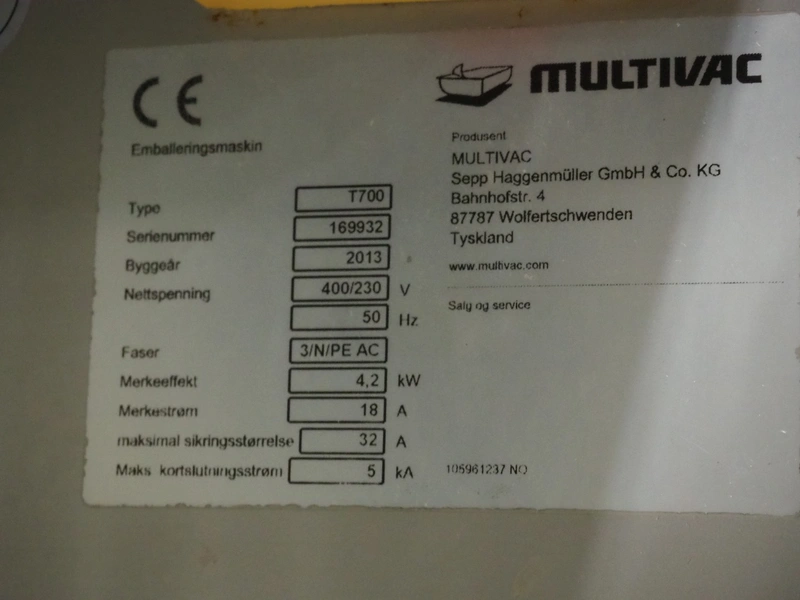 CE
MULTIVAC
Emballeringsmaskin
Type T700
Serienummer 169932
Byggeår 2013
Nettspenning 400/230 V
50 Hz
Faser 3/N/PE AC
Merkeeffekt 4,2 kW
Merkestrøm 18 A
maksimal sikringsstørrelse 32 A
Maks kortslutningsstrøm 5 kA
Produsent
MULTIVAC
Sepp Haggenmüller GmbH & Co. KG
Bahnhofstr. 4
87787 Wolfertschwenden
Tyskland
www.multivac.com
Salg og service
106961237 NO